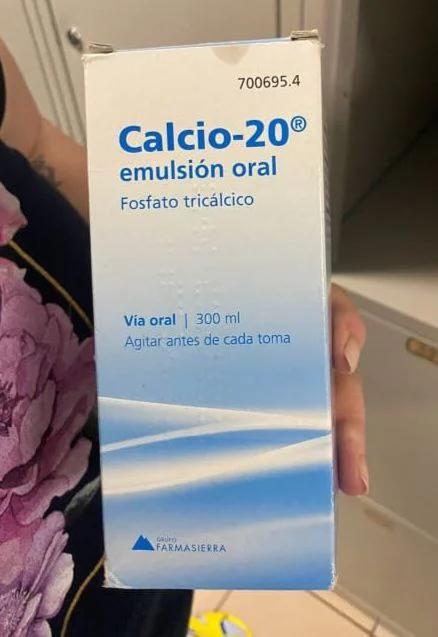 700695.4
Calcio-20®
emulsión oral
Fosfato tricálcico
Vía oral | 300 ml
Agitar antes de cada toma
GRUPO
FARMASIERRA